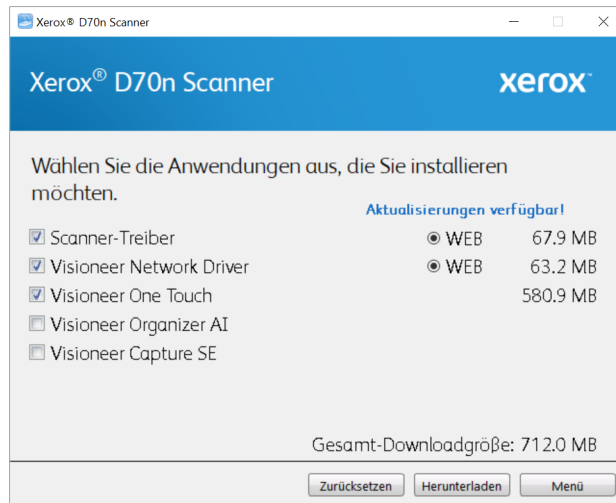 Xerox® D70n Scanner
Xerox® D70n Scanner
xerox™
Wählen Sie die Anwendungen aus, die Sie installieren
möchten.
Aktualisierungen verfügbar!
Scanner-Treiber WEB 67.9 MB
Visioneer Network Driver WEB 63.2 MB
Visioneer One Touch 580.9 MB
Visioneer Organizer AI
Visioneer Capture SE
Gesamt-Downloadgröße: 712.0 MB
Zurücksetzen Herunterladen Menü